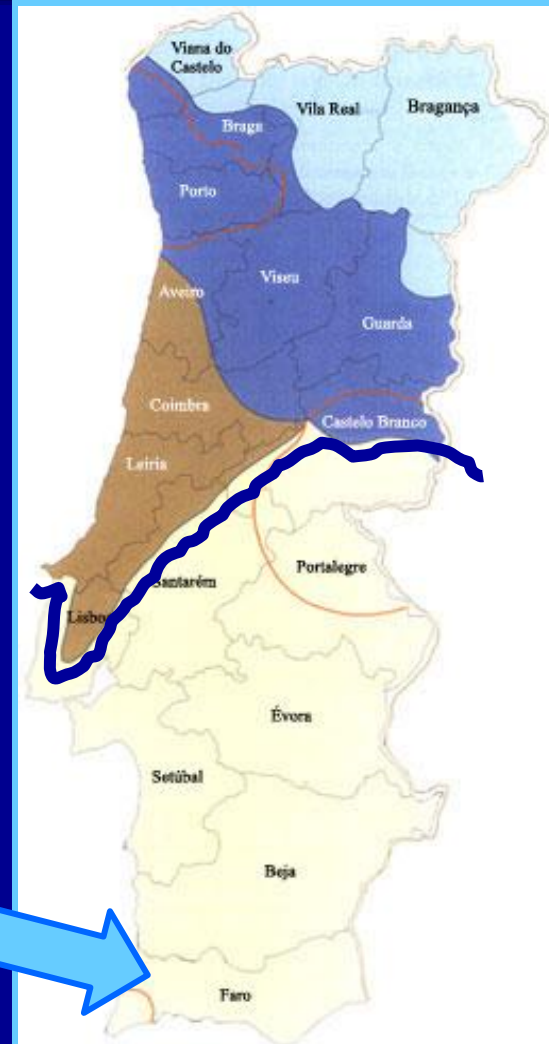 Viana do
Castelo
Vila Real
Bragança
Braga
Porto
Viseu
Aveiro
Guarda
Coimbra
Castelo Branco
Leiria
Portalegre
Santarém
Lisboa
Évora
Setúbal
Beja
Faro